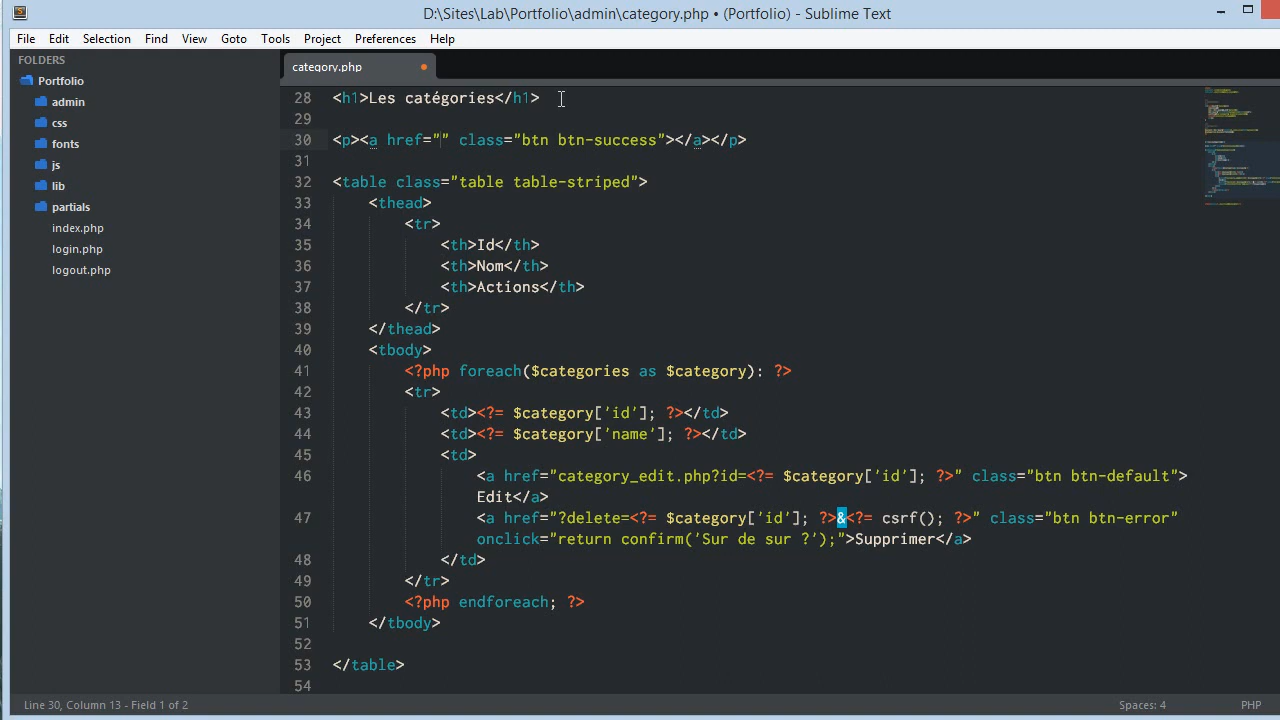 D:\Sites\Lab\Portfolio\admin\category.php • (Portfolio) - Sublime Text
File Edit Selection Find View Goto Tools Project Preferences Help
FOLDERS
Portfolio
admin
css
fonts
js
lib
partials
index.php
login.php
logout.php
category.php
28 <h1>Les catégories</h1>
29
30 <p><a href="" class="btn btn-success"></a></p>
31
32 <table class="table table-striped">
33 <thead>
34 <tr>
35 <th>Id</th>
36 <th>Nom</th>
37 <th>Actions</th>
38 </tr>
39 </thead>
40 <tbody>
41 <?php foreach($categories as $category): ?>
42 <tr>
43 <td><?= $category['id']; ?></td>
44 <td><?= $category['name']; ?></td>
45 <td>
46 <a href="category_edit.php?id=<?= $category['id']; ?>" class="btn btn-default">
Edit</a>
47 <a href="?delete=<?= $category['id']; ?>&<?= csrf(); ?>" class="btn btn-error"
onclick="return confirm('Sur de sur ?');">Supprimer</a>
48 </td>
49 </tr>
50 <?php endforeach; ?>
51 </tbody>
52
53 </table>
54
Line 30, Column 13 - Field 1 of 2
Spaces: 4
PHP